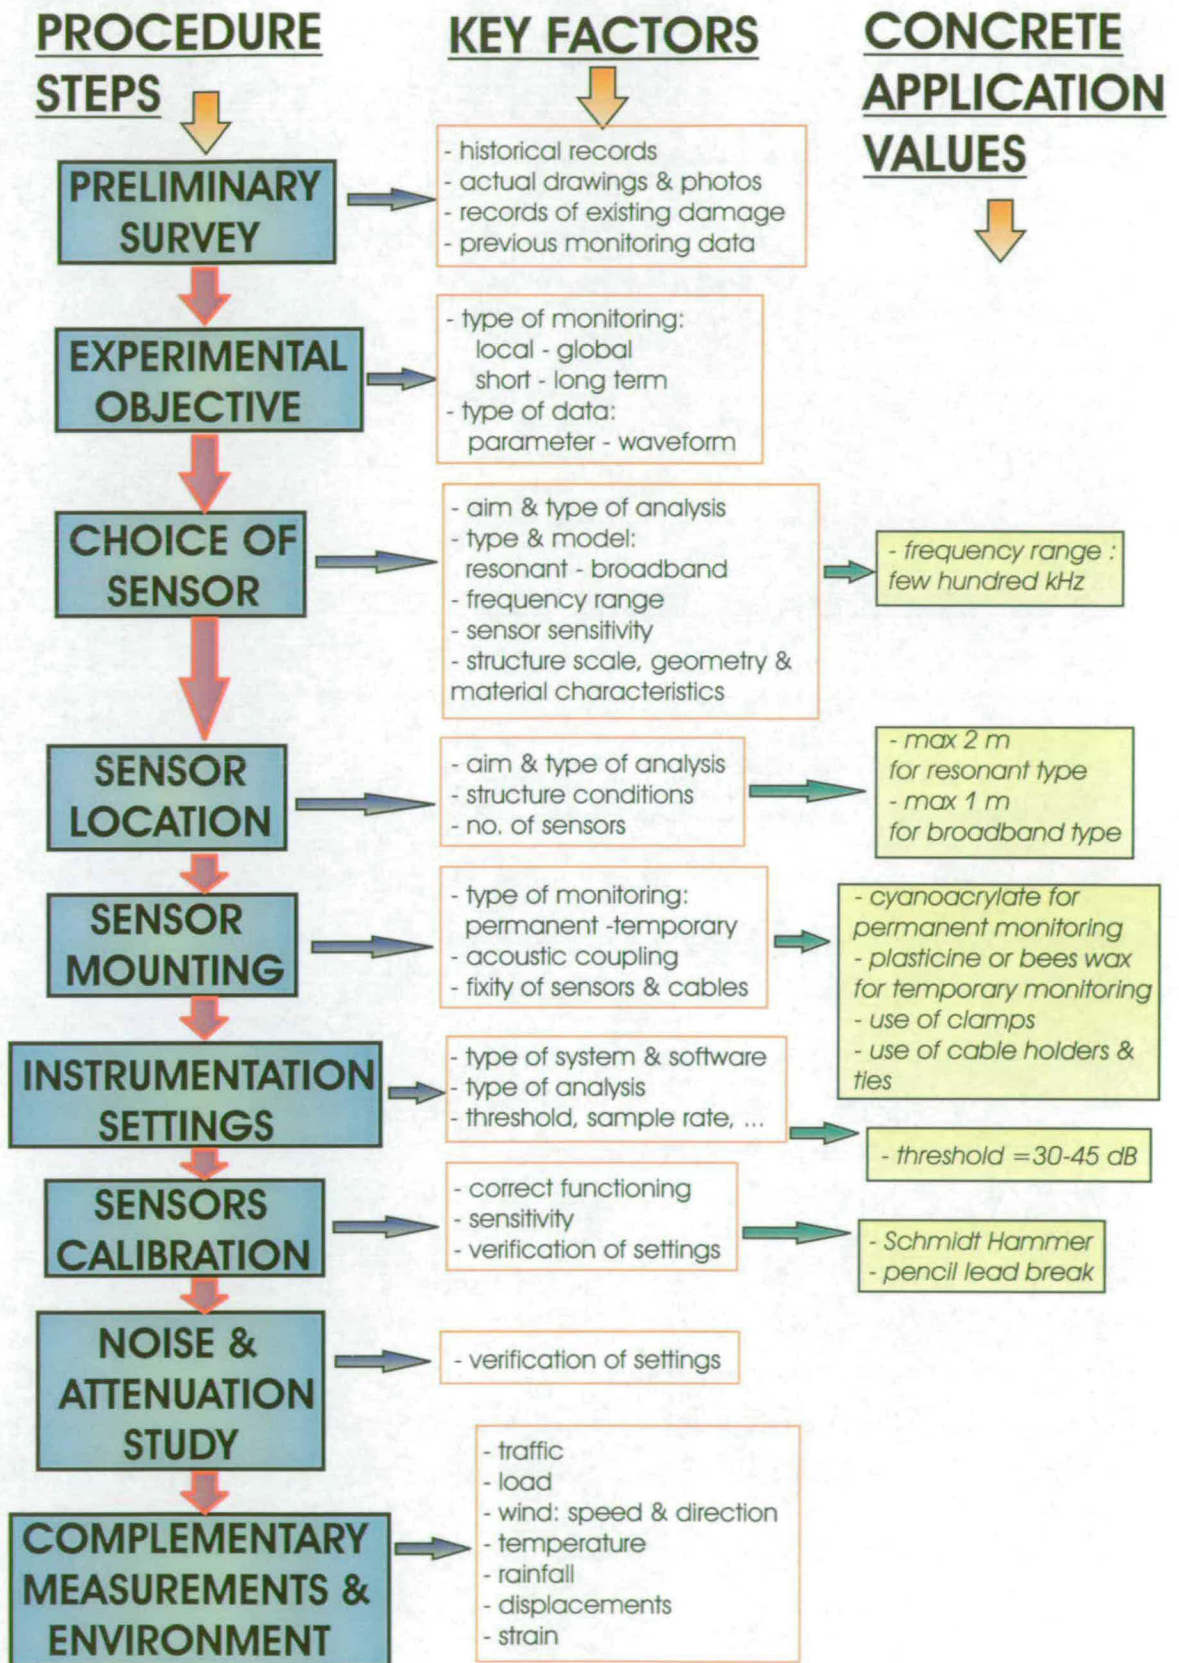 PROCEDURE
STEPS
KEY FACTORS
CONCRETE
APPLICATION
VALUES
PRELIMINARY
SURVEY
- historical records
- actual drawings & photos
- records of existing damage
- previous monitoring data
EXPERIMENTAL
OBJECTIVE
- type of monitoring:
local - global
short - long term
- type of data:
parameter - waveform
CHOICE OF
SENSOR
- aim & type of analysis
- type & model:
resonant - broadband
- frequency range
- sensor sensitivity
- structure scale, geometry &
material characteristics
- frequency range :
few hundred kHz
SENSOR
LOCATION
- aim & type of analysis
- structure conditions
- no. of sensors
- max 2 m
for resonant type
- max 1 m
for broadband type
SENSOR
MOUNTING
- type of monitoring:
permanent -temporary
- acoustic coupling
- fixity of sensors & cables
- cyanoacrylate for
permanent monitoring
- plasticine or bees wax
for temporary monitoring
- use of clamps
- use of cable holders &
ties
INSTRUMENTATION
SETTINGS
- type of system & software
- type of analysis
- threshold, sample rate, ...
- threshold =30-45 dB
SENSORS
CALIBRATION
- correct functioning
- sensitivity
- verification of settings
- Schmidt Hammer
- pencil lead break
NOISE &
ATTENUATION
STUDY
- verification of settings
COMPLEMENTARY
MEASUREMENTS &
ENVIRONMENT
- traffic
- load
- wind: speed & direction
- temperature
- rainfall
- displacements
- strain